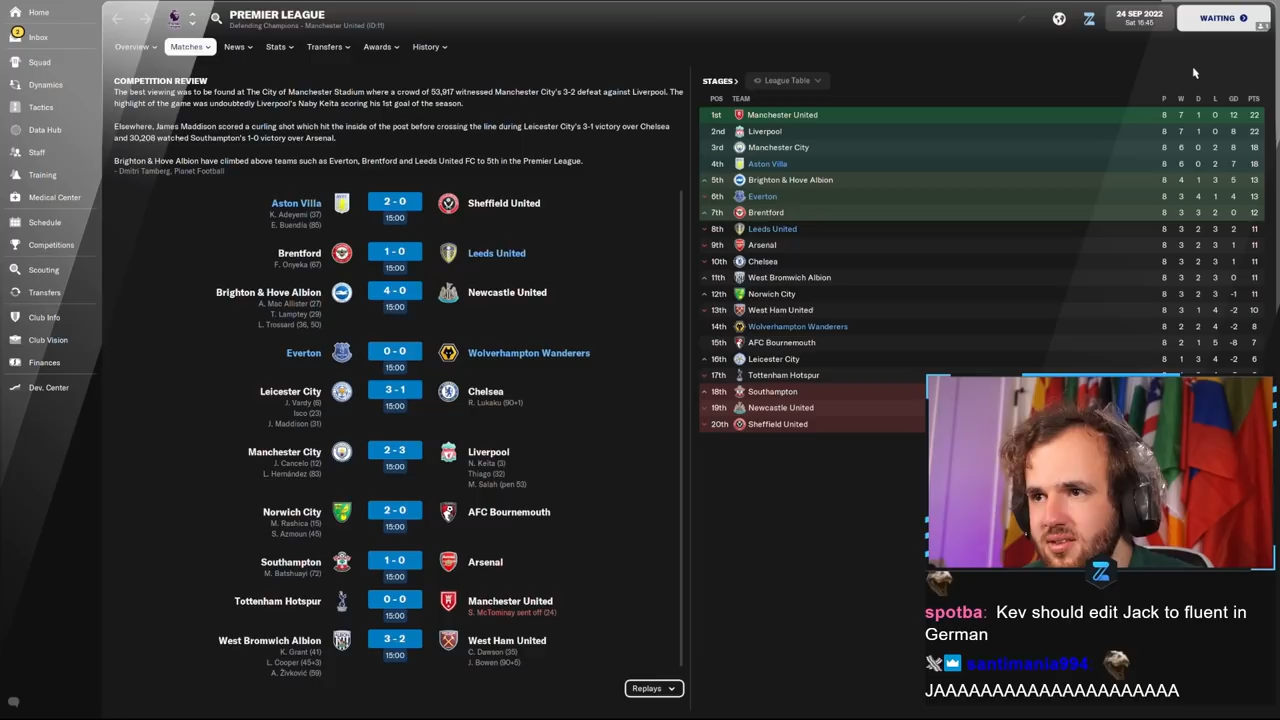 Home
2
Inbox
Squad
Dynamics
Tactics
Data Hub
Staff
Training
Medical Center
Schedule
Competitions
Scouting
Transfers
Club Info
Club Vision
Finances
Dev. Center
PREMIER LEAGUE
Defending Champions - Manchester United (ID:11)
24 SEP 2022
Sat 15:45
WAITING
1
Overview
Matches
News
Stats
Transfers
Awards
History
COMPETITION REVIEW
The best viewing was to be found at The City of Manchester Stadium where a crowd of 53,917 witnessed Manchester City's 3-2 defeat against Liverpool. The
highlight of the game was undoubtedly Liverpool's Naby Keita scoring his 1st goal of the season.
Elsewhere, James Maddison scored a curling shot which hit the inside of the post before crossing the line during Leicester City's 3-1 victory over Chelsea
and 30,208 watched Southampton's 1-0 victory over Arsenal.
Brighton & Hove Albion have climbed above teams such as Everton, Brentford and Leeds United FC to 5th in the Premier League.
- Dmitri Tamberg, Planet Football
Aston Villa 2 - 0 Sheffield United
K. Adeyemi (37) 15:00
E. Buendía (85)
Brentford 1 - 0 Leeds United
F. Onyeka (67) 15:00
Brighton & Hove Albion 4 - 0 Newcastle United
A. Mac Allister (27) 15:00
T. Lamptey (29)
L. Trossard (36, 50)
Everton 0 - 0 Wolverhampton Wanderers
15:00
Leicester City 3 - 1 Chelsea
J. Vardy (6) 15:00 R. Lukaku (90+1)
Isco (23)
J. Maddison (31)
Manchester City 2 - 3 Liverpool
J. Cancelo (12) 15:00 N. Keita (3)
L. Hernández (83) Thiago (32)
M. Salah (pen 53)
Norwich City 2 - 0 AFC Bournemouth
M. Rashica (15) 15:00
S. Azmoun (45)
Southampton 1 - 0 Arsenal
M. Batshuayi (72) 15:00
Tottenham Hotspur 0 - 0 Manchester United
15:00 S. McTominay sent off (24)
West Bromwich Albion 3 - 2 West Ham United
K. Grant (41) 15:00 C. Dawson (35)
L. Cooper (45+3) J. Bowen (90+5)
A. Živković (59)
Replays
STAGES
League Table
POS TEAM P W D L GD PTS
1st Manchester United 8 7 1 0 12 22
2nd Liverpool 8 7 1 0 8 22
3rd Manchester City 8 6 0 2 8 18
4th Aston Villa 8 6 0 2 7 18
5th Brighton & Hove Albion 8 4 1 3 5 13
6th Everton 8 3 4 1 4 13
7th Brentford 8 3 3 2 0 12
8th Leeds United 8 3 2 3 2 11
9th Arsenal 8 3 2 3 1 11
10th Chelsea 8 3 2 3 1 11
11th West Bromwich Albion 8 3 2 3 0 11
12th Norwich City 8 3 2 3 -1 11
13th West Ham United 8 3 1 4 -2 10
14th Wolverhampton Wanderers 8 2 2 4 -2 8
15th AFC Bournemouth 8 2 1 5 -8 7
16th Leicester City 8 1 3 4 -2 6
17th Tottenham Hotspur
18th Southampton
19th Newcastle United
20th Sheffield United
spotba: Kev should edit Jack to fluent in
German
santimania994
JAAAAAAAAAAAAAAAAAAAAA